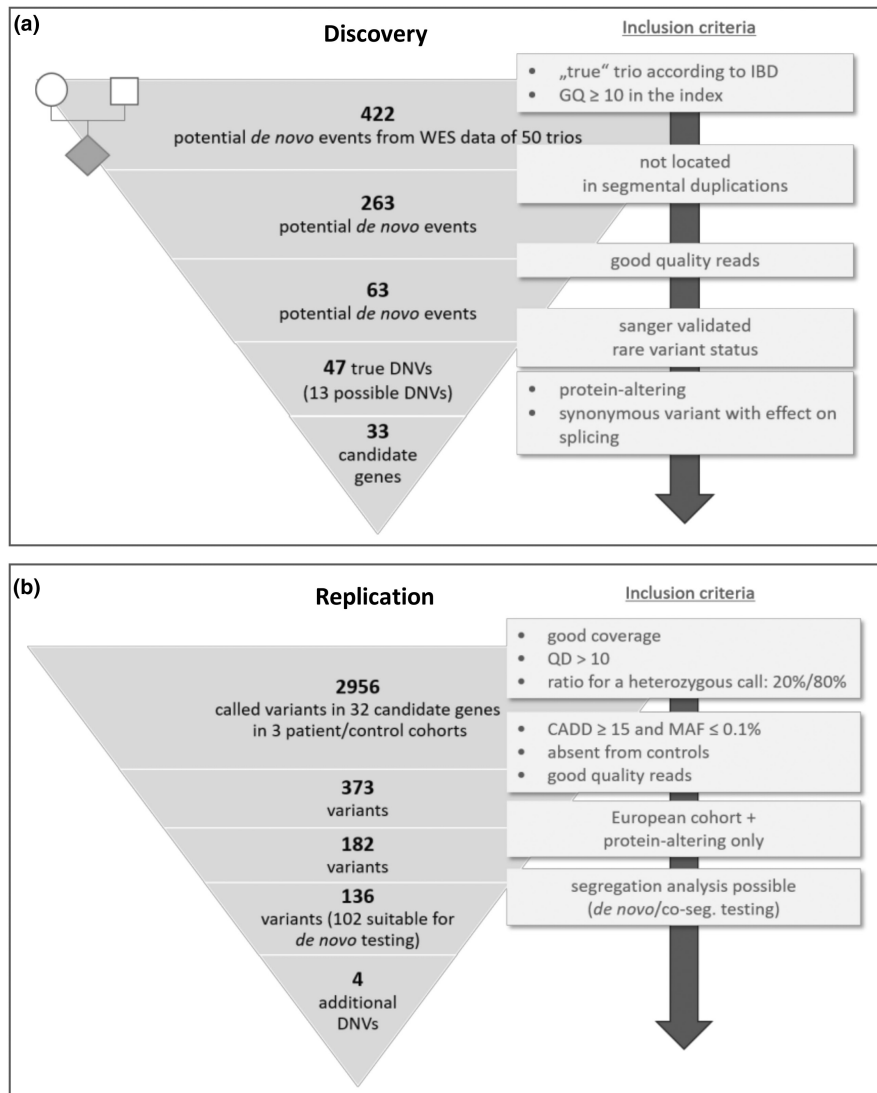 (a)
Discovery
Inclusion criteria
• „true“ trio according to IBD
• GQ ≥ 10 in the index
422
potential de novo events from WES data of 50 trios
not located
in segmental duplications
263
potential de novo events
good quality reads
63
potential de novo events
sanger validated
rare variant status
47 true DNVs
(13 possible DNVs)
• protein-altering
• synonymous variant with effect on
splicing
33
candidate
genes
(b)
Replication
Inclusion criteria
• good coverage
• QD > 10
• ratio for a heterozygous call: 20%/80%
2956
called variants in 32 candidate genes
in 3 patient/control cohorts
• CADD ≥ 15 and MAF ≤ 0.1%
• absent from controls
• good quality reads
373
variants
European cohort +
protein-altering only
182
variants
segregation analysis possible
(de novo/co-seg. testing)
136
variants (102 suitable for
de novo testing)
4
additional
DNVs